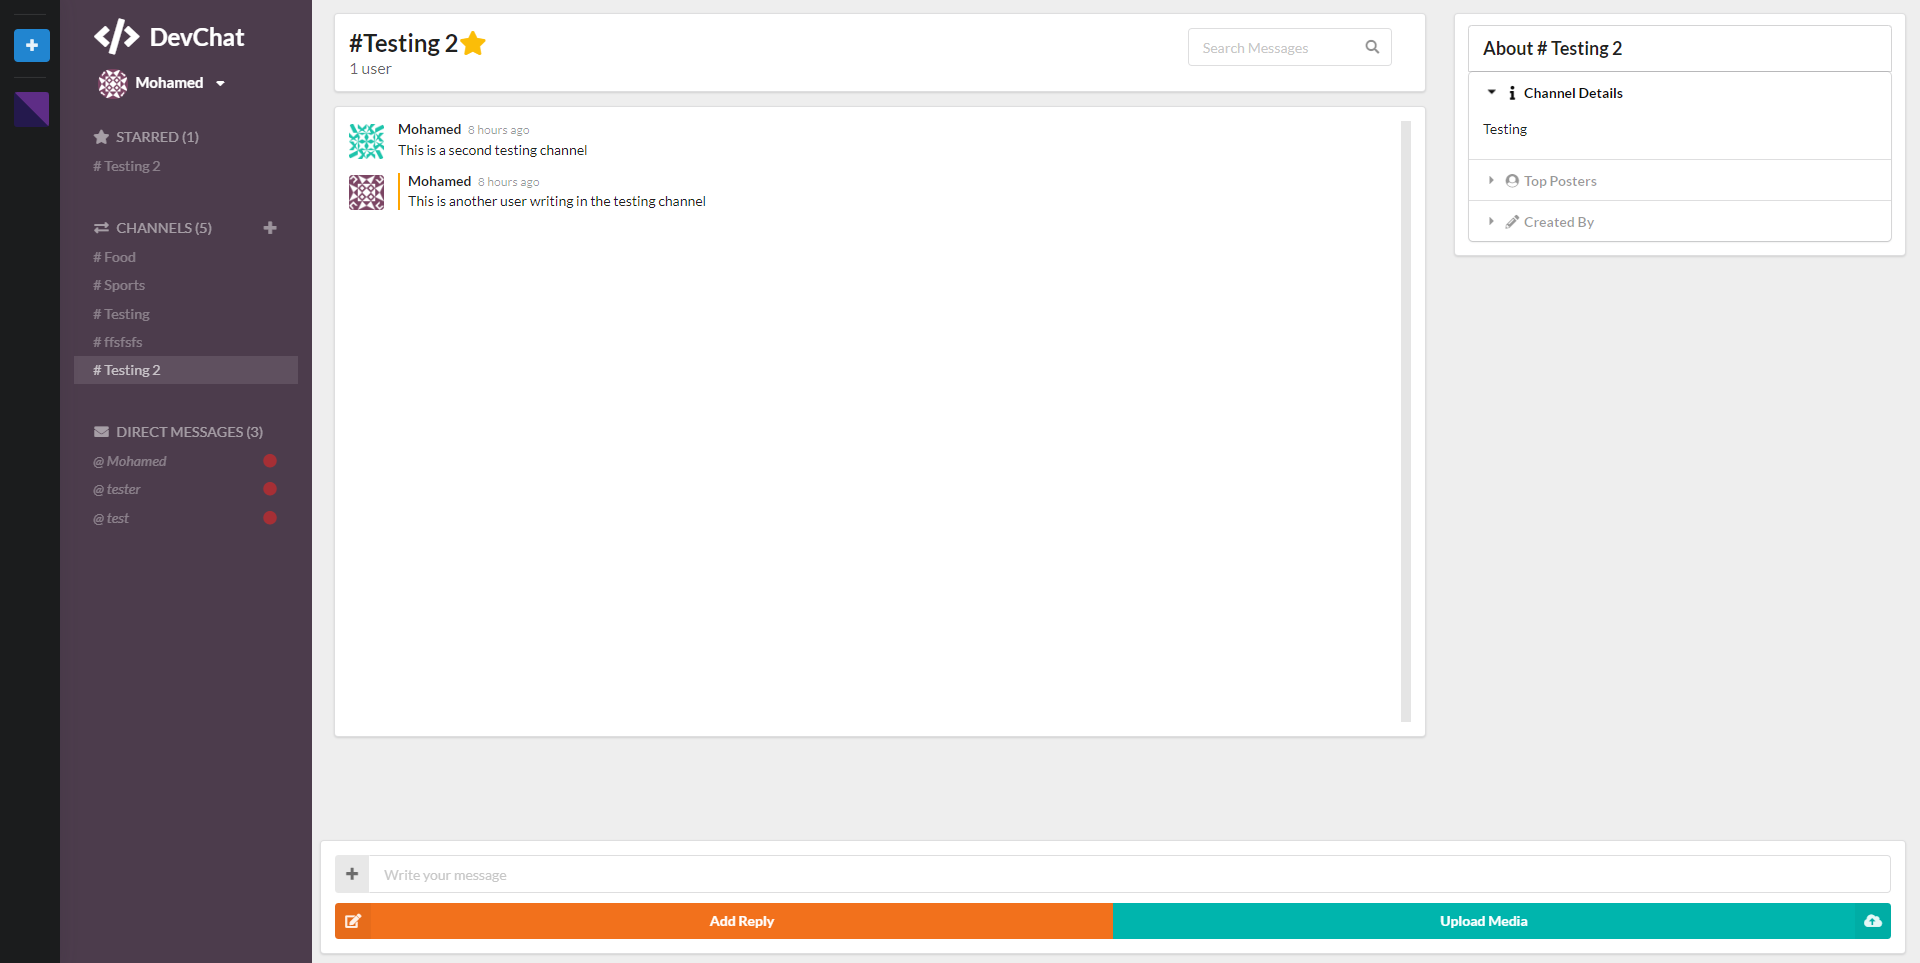 DevChat
Mohamed
STARRED (1)
# Testing 2
CHANNELS (5)
# Food
# Sports
# Testing
# ffsfsfs
# Testing 2
DIRECT MESSAGES (3)
@ Mohamed
@ tester
@ test
#Testing 2
1 user
Search Messages
Mohamed 8 hours ago
This is a second testing channel
Mohamed 8 hours ago
This is another user writing in the testing channel
Write your message
Add Reply
Upload Media
About # Testing 2
Channel Details
Testing
Top Posters
Created By